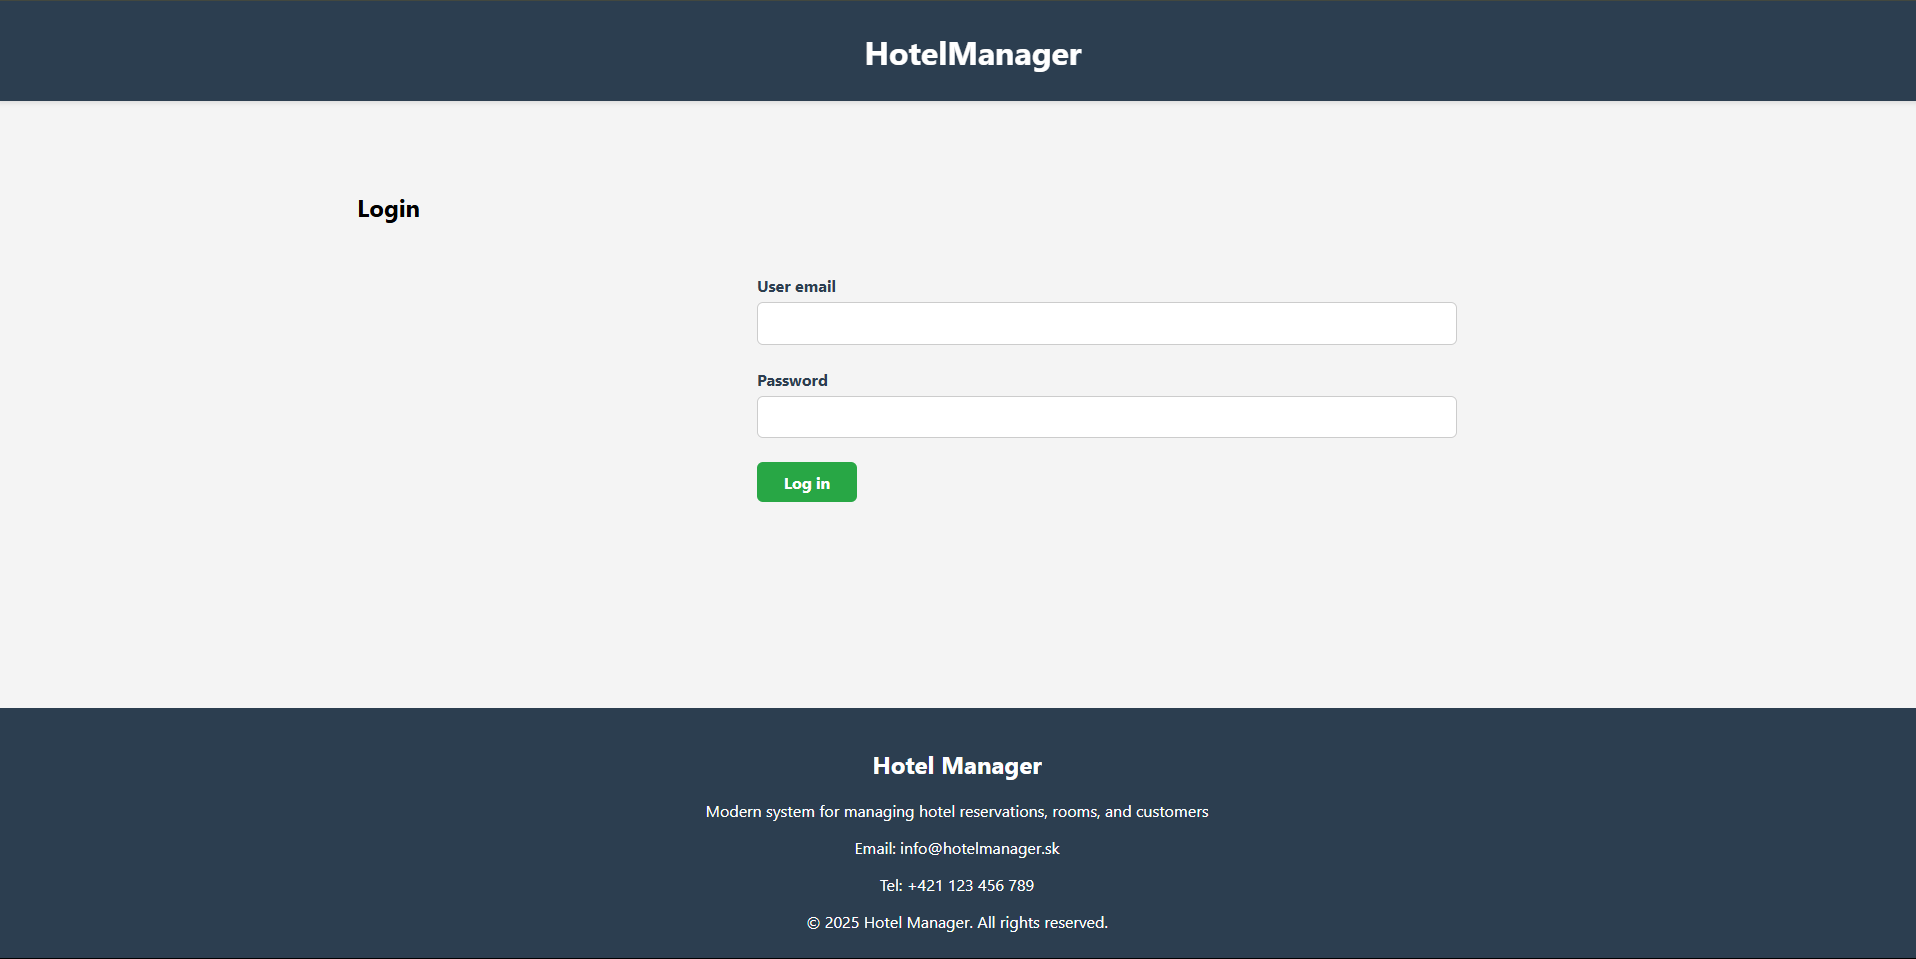 HotelManager
Login
User email
Password
Log in
Hotel Manager
Modern system for managing hotel reservations, rooms, and customers
Email: info@hotelmanager.sk
Tel: +421 123 456 789
© 2025 Hotel Manager. All rights reserved.